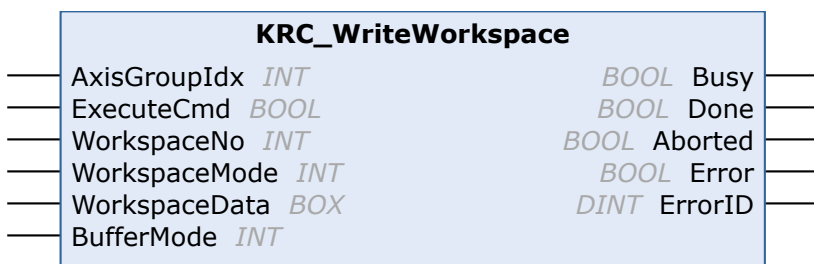 KRC_WriteWorkspace
AxisGroupIdx INT BOOL Busy
ExecuteCmd BOOL BOOL Done
WorkspaceNo INT BOOL Aborted
WorkspaceMode INT BOOL Error
WorkspaceData BOX DINT ErrorID
BufferMode INT